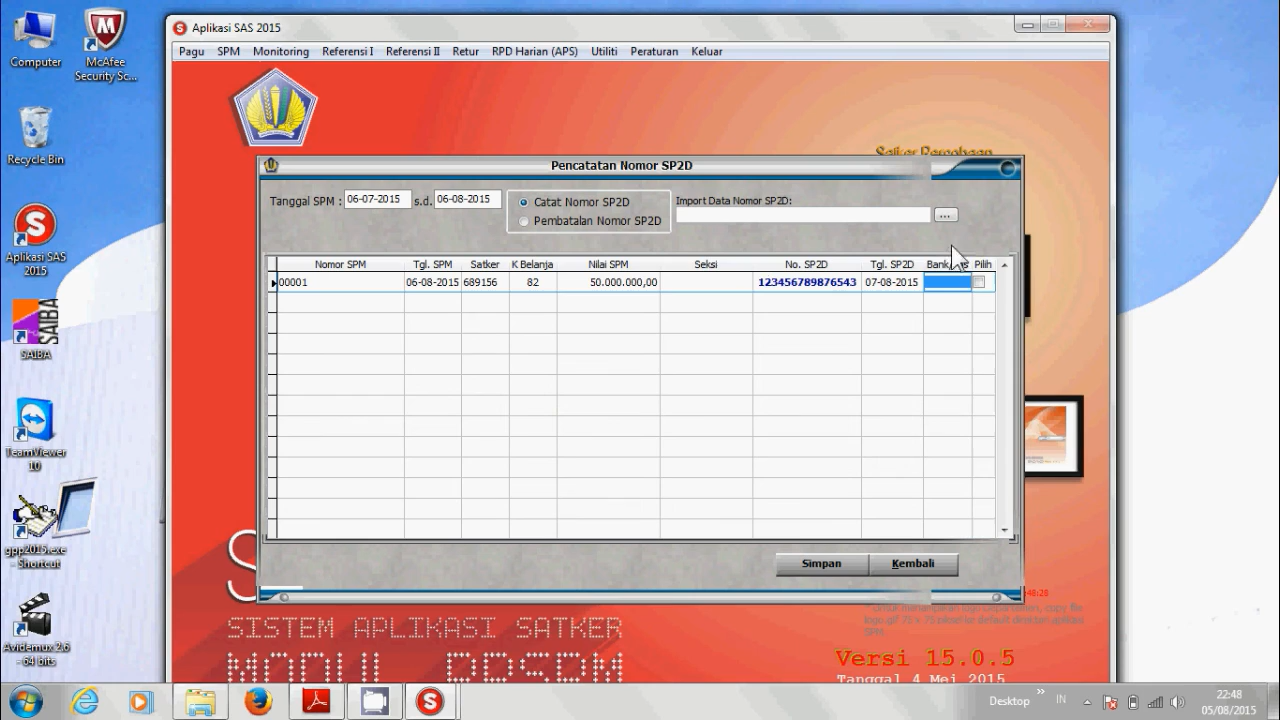 Computer
McAfee
Security Sc...
Recycle Bin
Aplikasi SAS
2015
SAIBA
SAIBA
TeamViewer
10
gpp2015.exe
- Shortcut
Avidemux 2.6
- 64 bits
Aplikasi SAS 2015
Pagu SPM Monitoring Referensi I Referensi II Retur RPD Harian (APS) Utiliti Peraturan Keluar
Pencatatan Nomor SP2D
Tanggal SPM : 06-07-2015 s.d. 06-08-2015
Catat Nomor SP2D
Pembatalan Nomor SP2D
Import Data Nomor SP2D:
...
Nomor SPM Tgl. SPM Satker K Belanja Nilai SPM Seksi No. SP2D Tgl. SP2D Pilih
00001 06-08-2015 689156 82 50.000.000,00 123456789876543 07-08-2015
Simpan Kembali
SISTEM APLIKASI SATKER
Versi 15.0.5
Tanggal 4 Mei 2015
Desktop
IN
22:48
05/08/2015